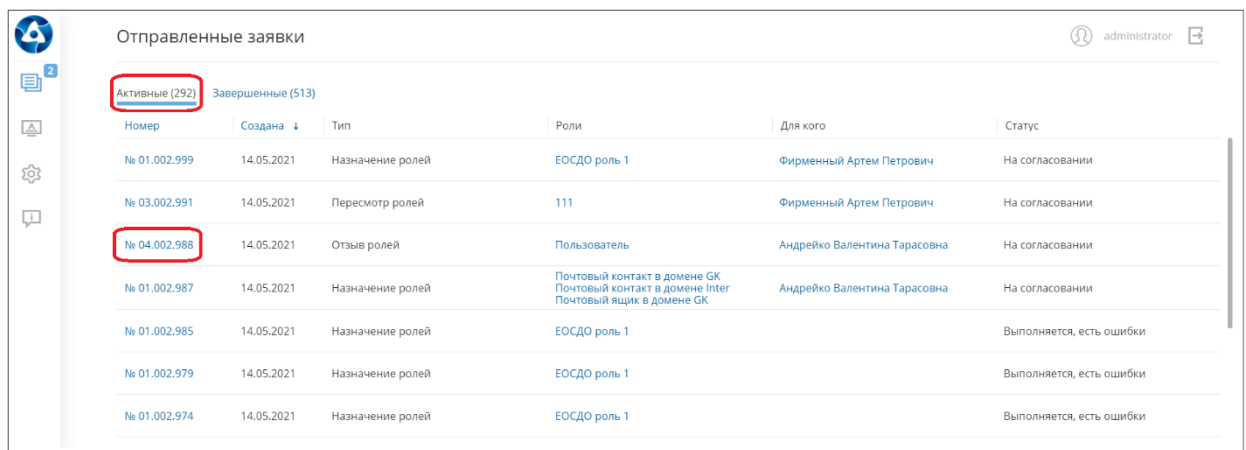 Отправленные заявки
administrator
2
Активные (292) Завершенные (513)
Номер Создана ↓ Тип Роли Для кого Статус
№ 01.002.999 14.05.2021 Назначение ролей ЕОСДО роль 1 Фирменный Артем Петрович На согласовании
№ 03.002.991 14.05.2021 Пересмотр ролей 111 Фирменный Артем Петрович На согласовании
№ 04.002.988 14.05.2021 Отзыв ролей Пользователь Андрейко Валентина Тарасовна На согласовании
Почтовый контакт в домене GK
№ 01.002.987 14.05.2021 Назначение ролей Почтовый контакт в домене Inter Андрейко Валентина Тарасовна На согласовании
Почтовый ящик в домене GK
№ 01.002.985 14.05.2021 Назначение ролей ЕОСДО роль 1 Выполняется, есть ошибки
№ 01.002.979 14.05.2021 Назначение ролей ЕОСДО роль 1 Выполняется, есть ошибки
№ 01.002.974 14.05.2021 Назначение ролей ЕОСДО роль 1 Выполняется, есть ошибки